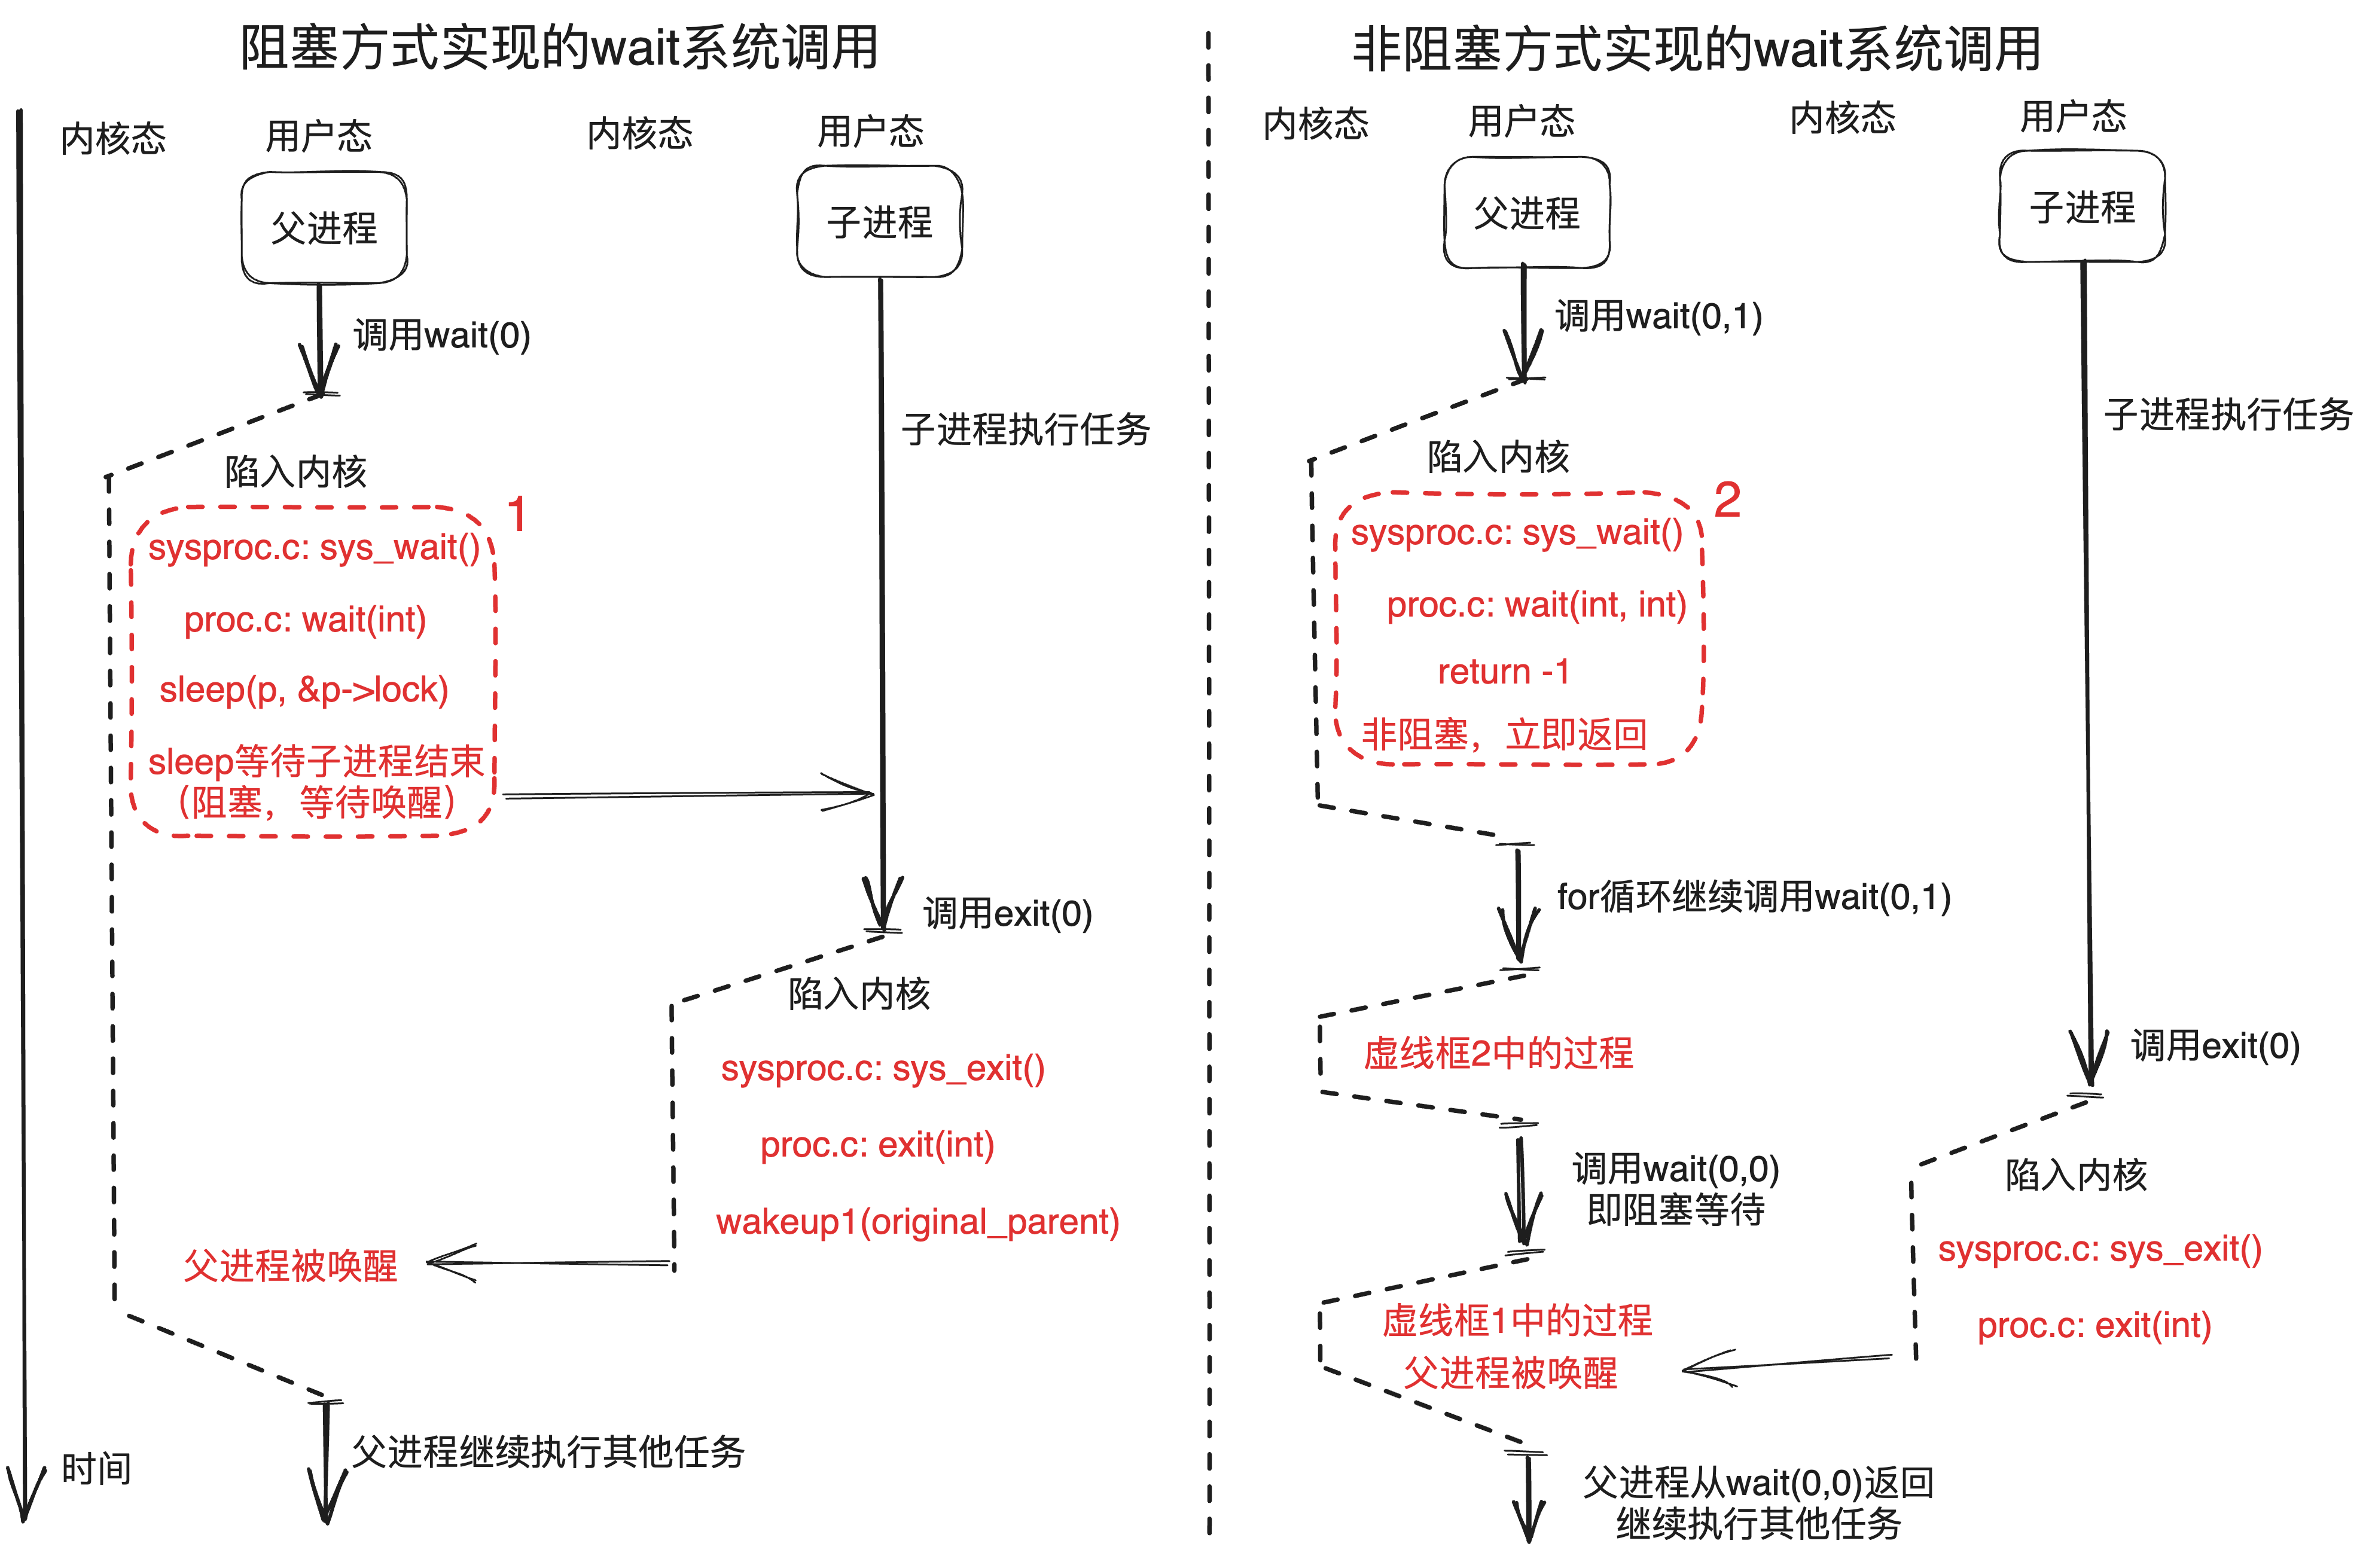 阻塞方式实现的wait系统调用
内核态
用户态
内核态
用户态
父进程
子进程
调用wait(0)
子进程执行任务
陷入内核
1
sysproc.c: sys_wait()
proc.c: wait(int)
sleep(p, &p->lock)
sleep等待子进程结束
(阻塞，等待唤醒)
调用exit(0)
陷入内核
sysproc.c: sys_exit()
proc.c: exit(int)
wakeup1(original_parent)
父进程被唤醒
父进程继续执行其他任务
时间
非阻塞方式实现的wait系统调用
内核态
用户态
内核态
用户态
父进程
子进程
调用wait(0,1)
子进程执行任务
陷入内核
2
sysproc.c: sys_wait()
proc.c: wait(int, int)
return -1
非阻塞，立即返回
for循环继续调用wait(0,1)
虚线框2中的过程
调用exit(0)
调用wait(0,0)
即阻塞等待
陷入内核
sysproc.c: sys_exit()
proc.c: exit(int)
虚线框1中的过程
父进程被唤醒
父进程从wait(0,0)返回
继续执行其他任务